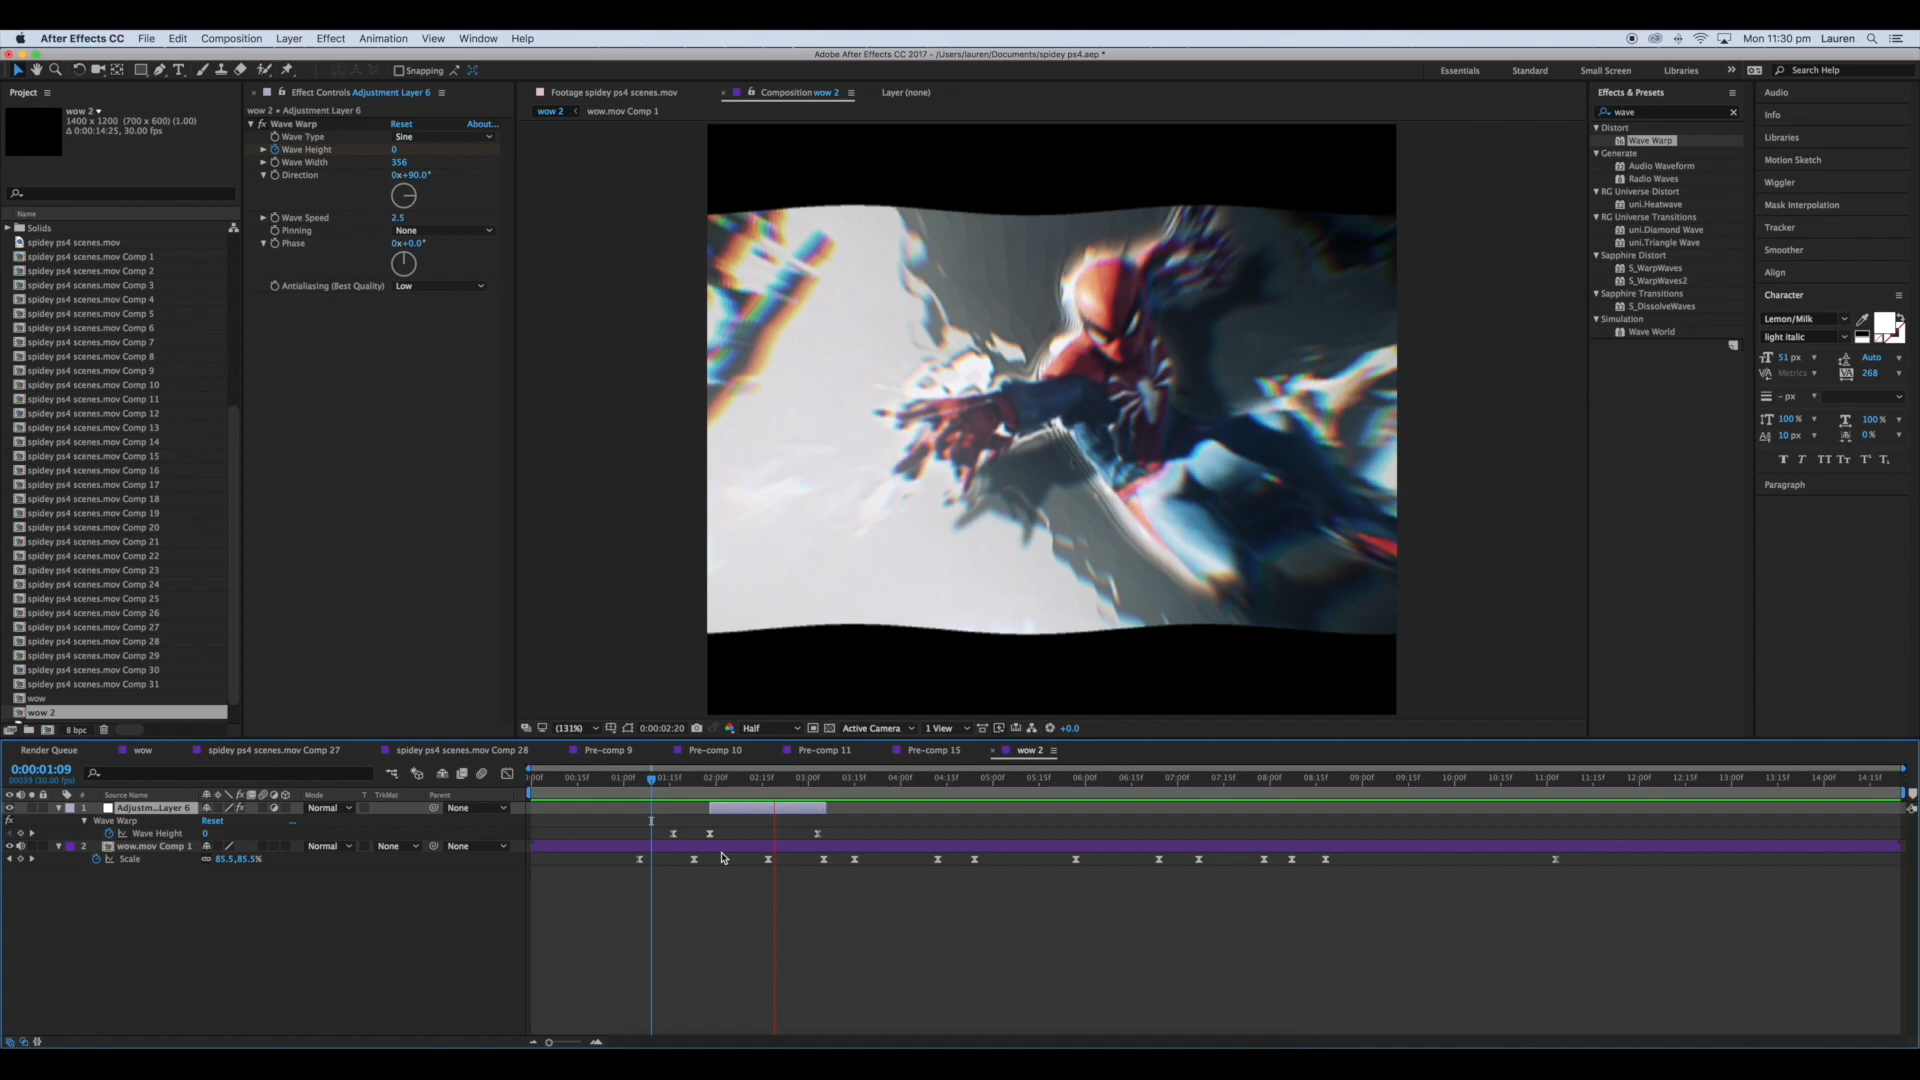 After Effects CC File Edit Composition Layer Effect Animation View Window Help Mon 11:30 pm Lauren
Adobe After Effects CC 2017 - /Users/lauren/Documents/spidey ps4.aep *
Snapping Essentials Standard Small Screen Libraries Search Help
Project
wow 2
1400 x 1200 (700 x 600) (1.00)
Δ 0:00:14:25, 30.00 fps
Name
Solids
spidey ps4 scenes.mov
spidey ps4 scenes.mov Comp 1
spidey ps4 scenes.mov Comp 2
spidey ps4 scenes.mov Comp 3
spidey ps4 scenes.mov Comp 4
spidey ps4 scenes.mov Comp 5
spidey ps4 scenes.mov Comp 6
spidey ps4 scenes.mov Comp 7
spidey ps4 scenes.mov Comp 8
spidey ps4 scenes.mov Comp 9
spidey ps4 scenes.mov Comp 10
spidey ps4 scenes.mov Comp 11
spidey ps4 scenes.mov Comp 12
spidey ps4 scenes.mov Comp 13
spidey ps4 scenes.mov Comp 14
spidey ps4 scenes.mov Comp 15
spidey ps4 scenes.mov Comp 16
spidey ps4 scenes.mov Comp 17
spidey ps4 scenes.mov Comp 18
spidey ps4 scenes.mov Comp 19
spidey ps4 scenes.mov Comp 20
spidey ps4 scenes.mov Comp 21
spidey ps4 scenes.mov Comp 22
spidey ps4 scenes.mov Comp 23
spidey ps4 scenes.mov Comp 24
spidey ps4 scenes.mov Comp 25
spidey ps4 scenes.mov Comp 26
spidey ps4 scenes.mov Comp 27
spidey ps4 scenes.mov Comp 28
spidey ps4 scenes.mov Comp 29
spidey ps4 scenes.mov Comp 30
spidey ps4 scenes.mov Comp 31
wow
wow 2
8 bpc
Effect Controls Adjustment Layer 6
wow 2 • Adjustment Layer 6
fx Wave Warp Reset About...
Wave Type Sine
Wave Height 0
Wave Width 356
Direction 0x+90.0°
Wave Speed 2.5
Pinning None
Phase 0x+0.0°
Antialiasing (Best Quality) Low
Footage spidey ps4 scenes.mov Composition wow 2 Layer (none)
wow 2 wow.mov Comp 1
(131%) 0:00:02:20 Half Active Camera 1 View +0.0
Effects & Presets
wave
Distort
Wave Warp
Generate
Audio Waveform
Radio Waves
RG Universe Distort
uni.Heatwave
RG Universe Transitions
uni.Diamond Wave
uni.Triangle Wave
Sapphire Distort
S_WarpWaves
S_WarpWaves2
Sapphire Transitions
S_DissolveWaves
Simulation
Wave World
Audio
Info
Libraries
Motion Sketch
Wiggler
Mask Interpolation
Tracker
Smoother
Align
Character
Lemon/Milk
light italic
51 px Auto
Metrics 268
- px
100 % 100 %
10 px 0 %
T T TT Tr T¹ T₁
Paragraph
Render Queue wow spidey ps4 scenes.mov Comp 27 spidey ps4 scenes.mov Comp 28 Pre-comp 9 Pre-comp 10 Pre-comp 11 Pre-comp 15 wow 2
0:00:01:09
00039 (30.00 fps)
:00f 00:15f 01:00f 01:15f 02:00f 02:15f 03:00f 03:15f 04:00f 04:15f 05:00f 05:15f 06:00f 06:15f 07:00f 07:15f 08:00f 08:15f 09:00f 09:15f 10:00f 10:15f 11:00f 11:15f 12:00f 12:15f 13:00f 13:15f 14:00f 14:15f
# Source Name Mode T TrkMat Parent
1 Adjustm...Layer 6 Normal None
fx Wave Warp Reset ...
Wave Height 0
2 wow.mov Comp 1 Normal None None
Scale 85.5,85.5%